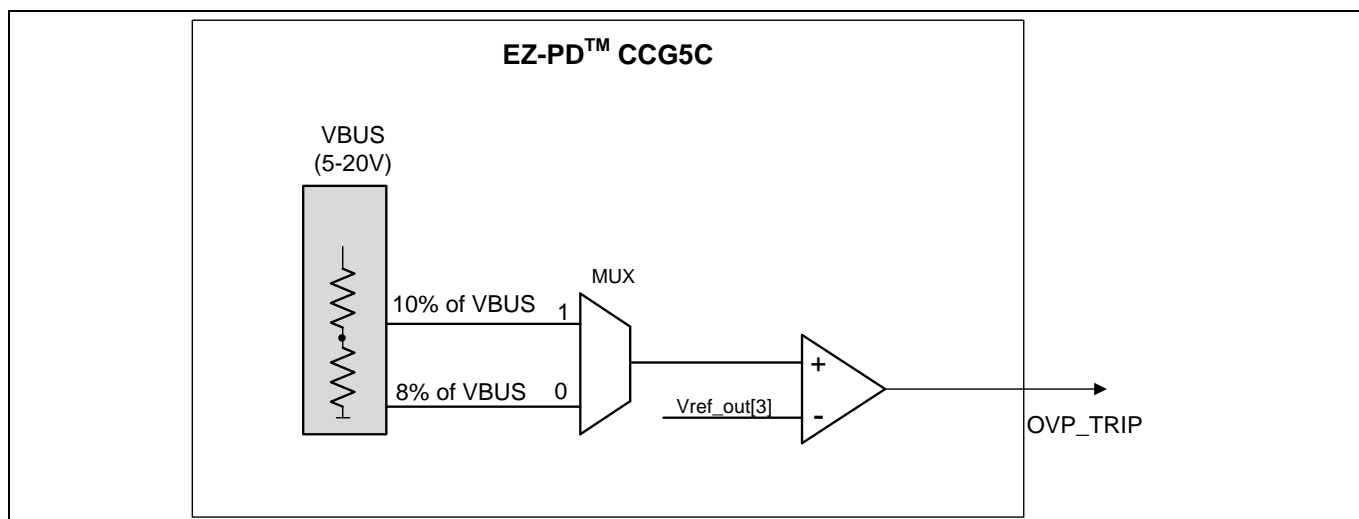 EZ-PD™ CCG5C
VBUS
(5-20V)
MUX
10% of VBUS 1
8% of VBUS 0
+
Vref_out[3] -
OVP_TRIP